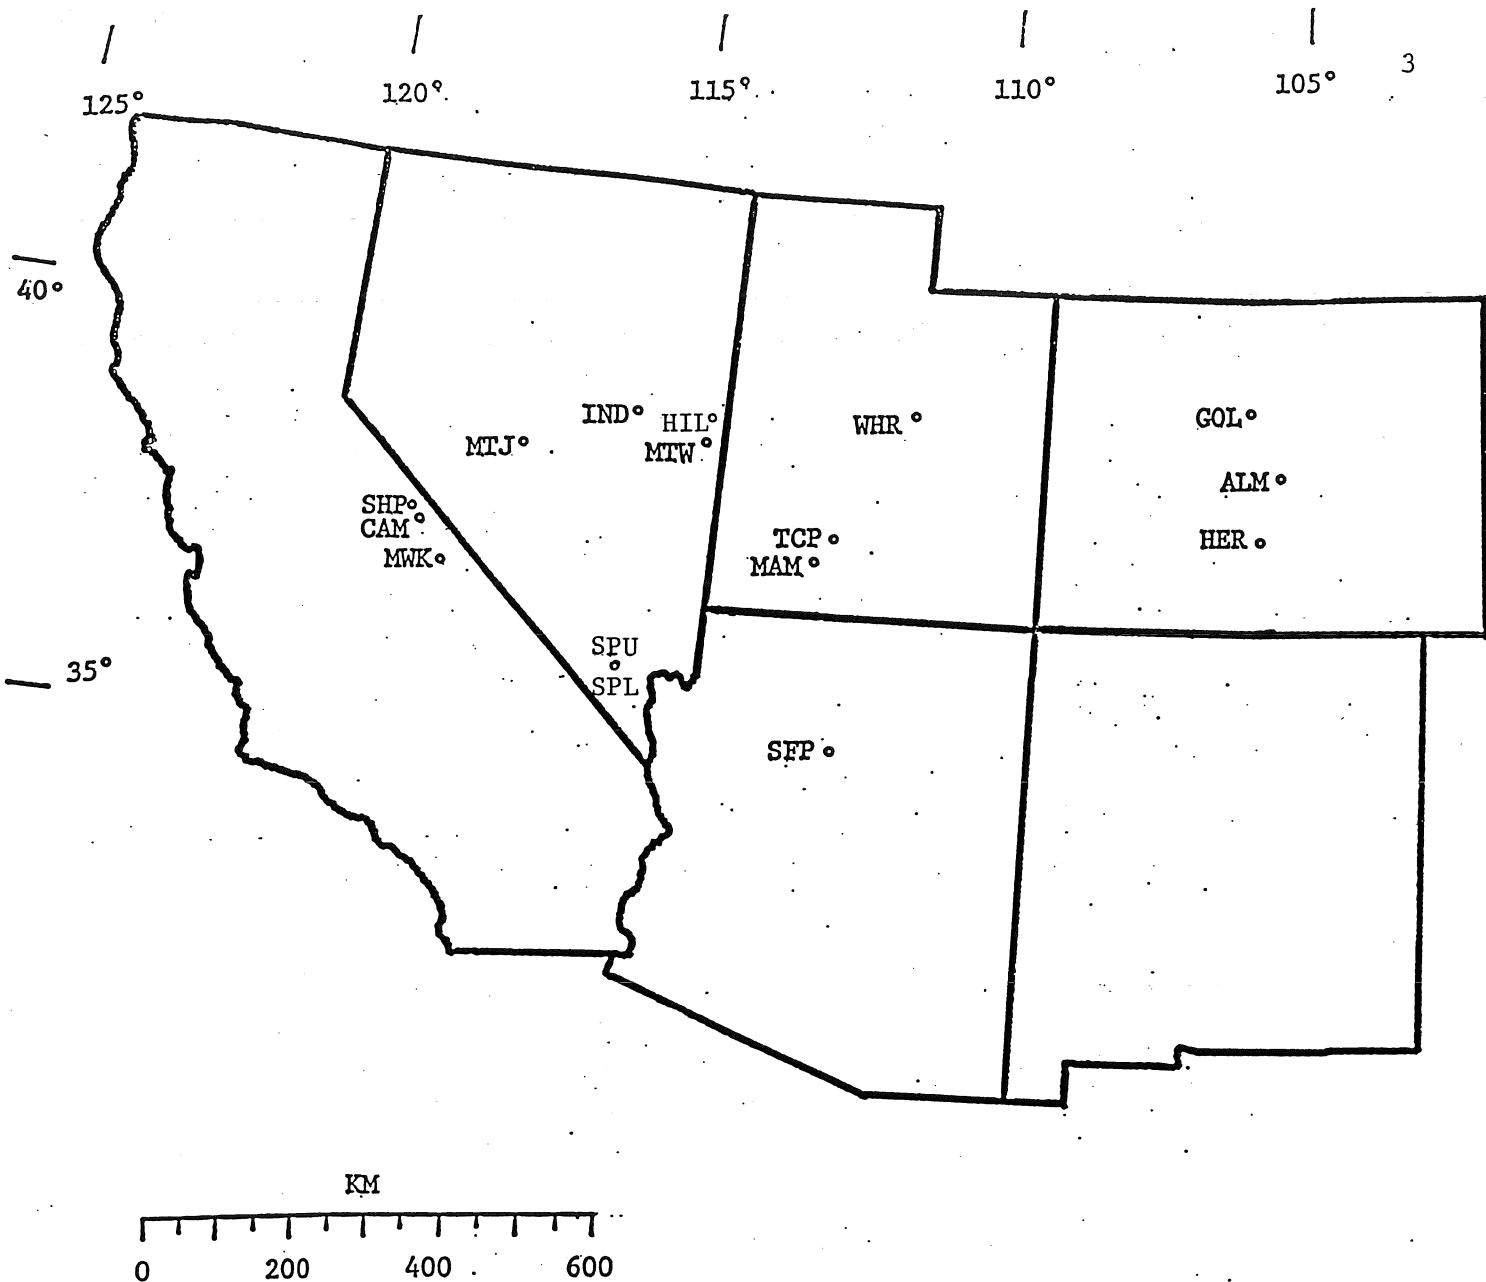 3
125° 120° 115° 110° 105°
40°
IND HIL GOL
WHR
MTJ MTW
ALM
SHP
CAM
TCP HER
MWK
MAM
SPU
35°
SPL
SFP
KM
0 200 400 600